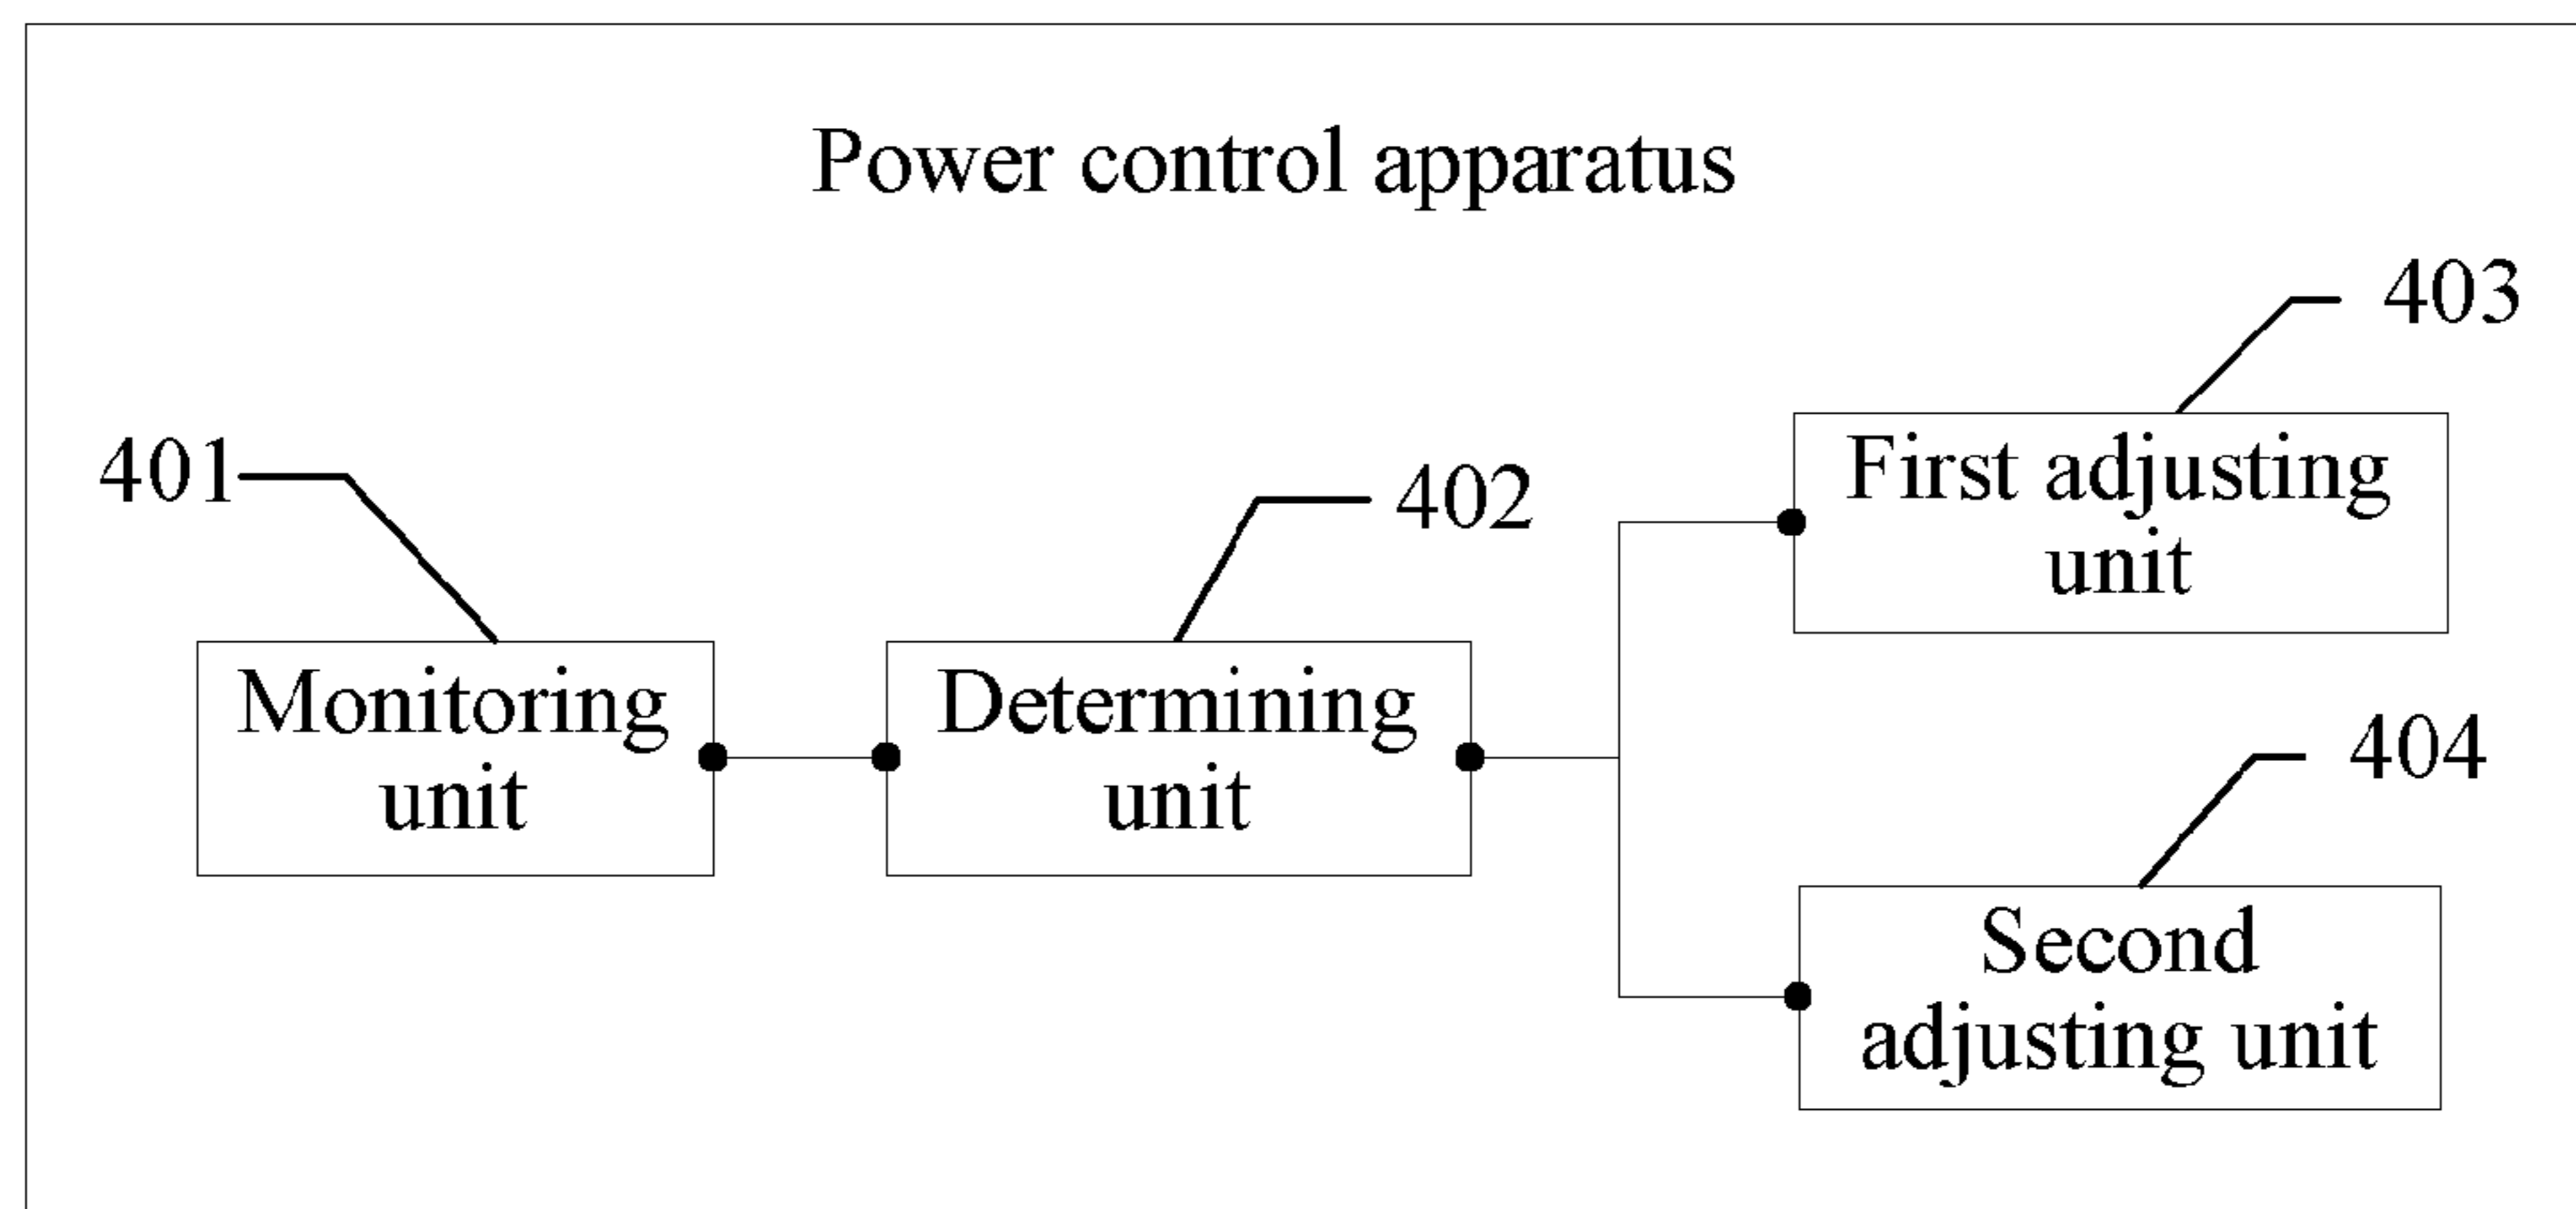 Power control apparatus
403
First adjusting
unit
401
402
Monitoring
unit
Determining
unit
404
Second
adjusting unit